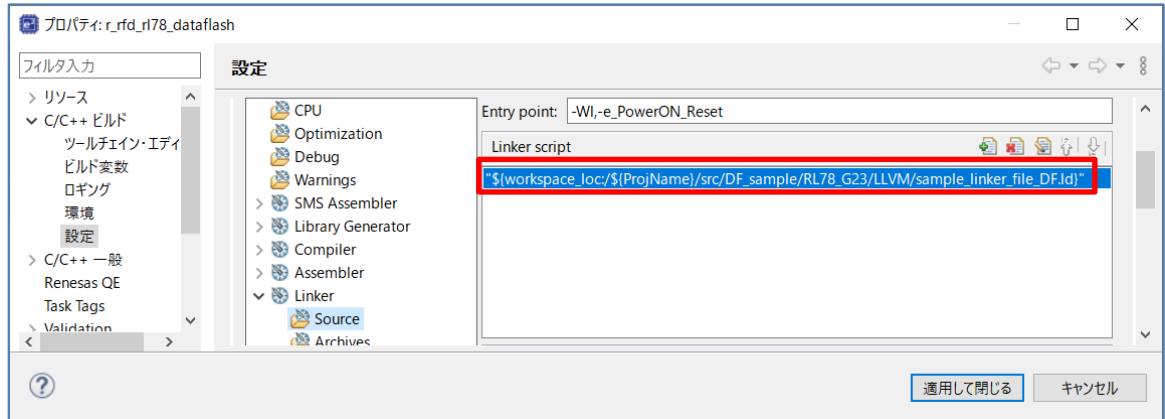 プロパティ: r_rfd_rl78_dataflash
フィルタ入力
設定
リソース
C/C++ ビルド
ツールチェイン・エディ
ビルド変数
ロギング
環境
設定
C/C++ 一般
Renesas QE
Task Tags
Validation
CPU
Optimization
Debug
Warnings
SMS Assembler
Library Generator
Compiler
Assembler
Linker
Source
Archives
Entry point: -Wl,-e_PowerON_Reset
Linker script
"${workspace_loc:/${ProjName}/src/DF_sample/RL78_G23/LLVM/sample_linker_file_DF.ld}"
適用して閉じる
キャンセル